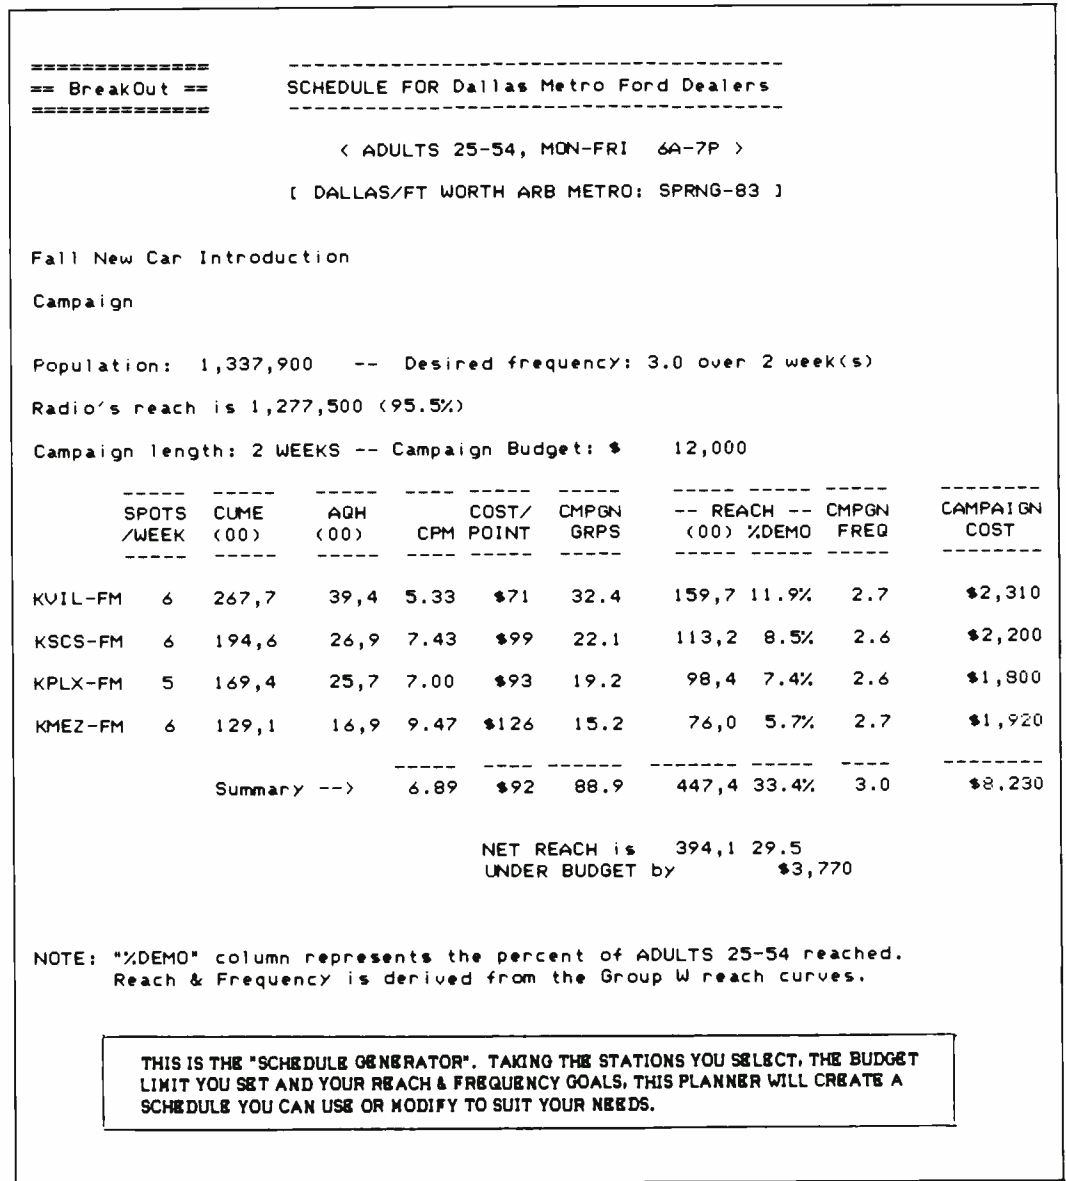 ===============    ---------------------------------------
== BreakOut ==    SCHEDULE FOR Dallas Metro Ford Dealers
===============    ---------------------------------------
< ADULTS 25-54, MON-FRI  6A-7P >
[ DALLAS/FT WORTH ARB METRO: SPRNG-83 ]
Fall New Car Introduction
Campaign
Population:  1,337,900  --  Desired frequency: 3.0 over 2 week(s)
Radio's reach is 1,277,500 (95.5%)
Campaign length: 2 WEEKS -- Campaign Budget: $    12,000
-----  -----  -----  ----  -----  -----  -----  -----  -----  --------
SPOTS  CUME  AQH  COST/  CMPGN  -- REACH --  CMPGN  CAMPAIGN
/WEEK  (00)  (00)  CPM  POINT  GRPS  (00)  %DEMO  FREQ  COST
-----  -----  -----  ----  -----  -----  -----  -----  -----  --------
KVIL-FM  6  267,7  39,4  5.33  $71  32.4  159,7  11.9%  2.7  $2,310
KSCS-FM  6  194,6  26,9  7.43  $99  22.1  113,2  8.5%  2.6  $2,200
KPLX-FM  5  169,4  25,7  7.00  $93  19.2  98,4  7.4%  2.6  $1,800
KMEZ-FM  6  129,1  16,9  9.47  $126  15.2  76,0  5.7%  2.7  $1,920
-----  ----  ------  -------  -----  ----  --------
Summary -->  6.89  $92  88.9  447,4  33.4%  3.0  $8,230
NET REACH is  394,1  29.5
UNDER BUDGET by  $3,770
NOTE: "%DEMO" column represents the percent of ADULTS 25-54 reached.
Reach & Frequency is derived from the Group W reach curves.
THIS IS THE "SCHEDULE GENERATOR". TAKING THE STATIONS YOU SELECT, THE BUDGET
LIMIT YOU SET AND YOUR REACH & FREQUENCY GOALS, THIS PLANNER WILL CREATE A
SCHEDULE YOU CAN USE OR MODIFY TO SUIT YOUR NEEDS.